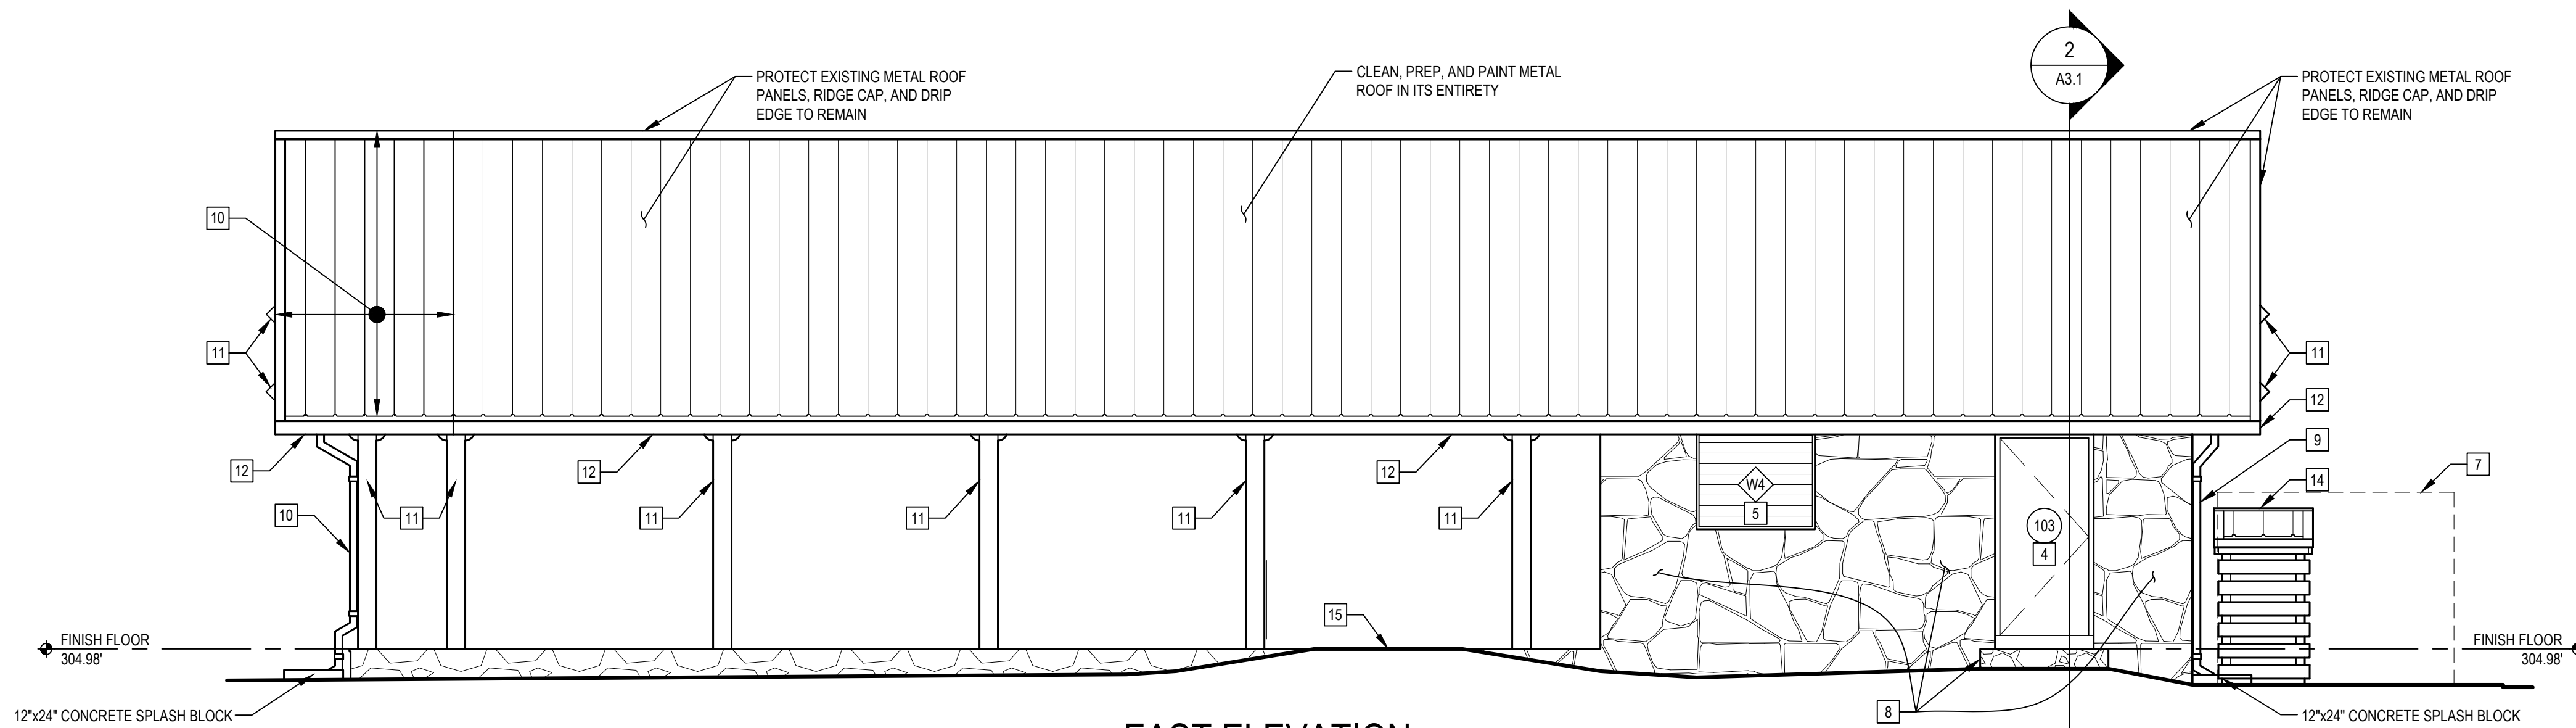 2
A3.1
PROTECT EXISTING METAL ROOF
PANELS, RIDGE CAP, AND DRIP
EDGE TO REMAIN
CLEAN, PREP, AND PAINT METAL
ROOF IN ITS ENTIRETY
PROTECT EXISTING METAL ROOF
PANELS, RIDGE CAP, AND DRIP
EDGE TO REMAIN
10
11
11
12
12
12
12
9
7
14
W4
5
10
11
11
11
11
11
103
4
15
FINISH FLOOR
304.98'
FINISH FLOOR
304.98'
8
12"x24" CONCRETE SPLASH BLOCK
12"x24" CONCRETE SPLASH BLOCK
EAST ELEVATION